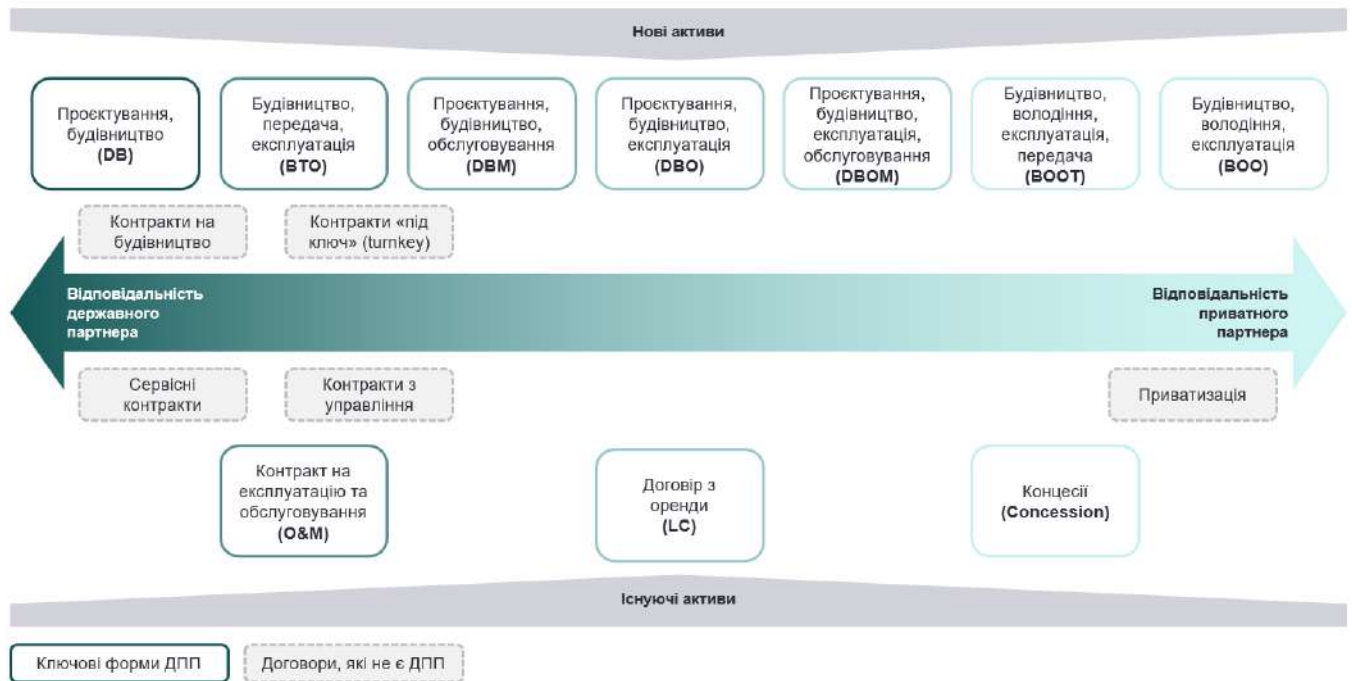 Нові активи
Проєктування,
будівництво
(DB)
Будівництво,
передача,
експлуатація
(BTO)
Проєктування,
будівництво,
обслуговування
(DBM)
Проєктування,
будівництво,
експлуатація
(DBO)
Проєктування,
будівництво,
експлуатація,
обслуговування
(DBOM)
Будівництво,
володіння,
експлуатація,
передача
(BOOT)
Будівництво,
володіння,
експлуатація
(BOO)
Контракти на
будівництво
Контракти «під
ключ» (turnkey)
Відповідальність
державного
партнера
Відповідальність
приватного
партнера
Сервісні
контракти
Контракти з
управління
Приватизація
Контракт на
експлуатацію та
обслуговування
(O&M)
Договір з
оренди
(LC)
Концесії
(Concession)
Існуючі активи
Ключові форми ДПП
Договори, які не є ДПП